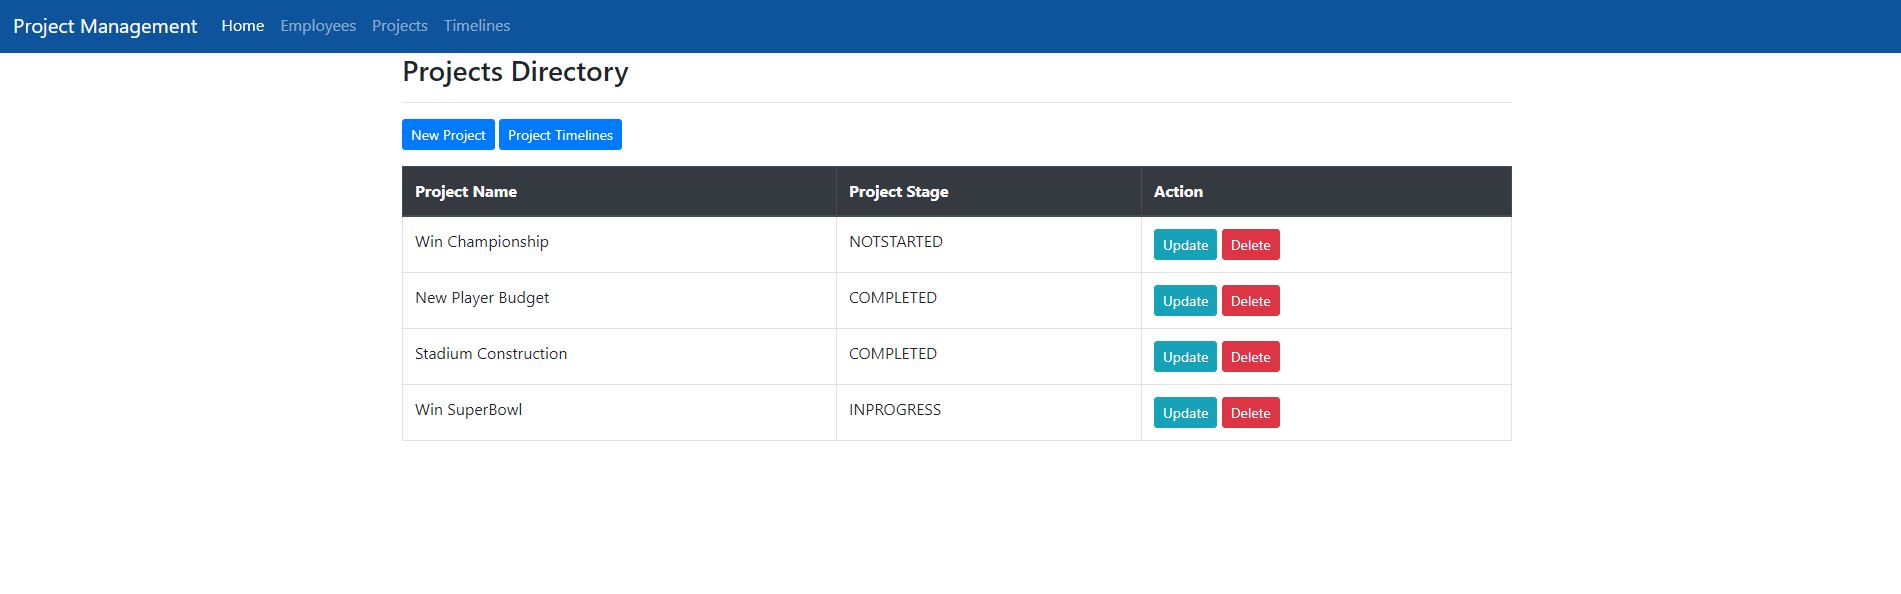 Project Management Home Employees Projects Timelines
Projects Directory
New Project Project Timelines
Project Name Project Stage Action
Win Championship NOTSTARTED Update Delete
New Player Budget COMPLETED Update Delete
Stadium Construction COMPLETED Update Delete
Win SuperBowl INPROGRESS Update Delete